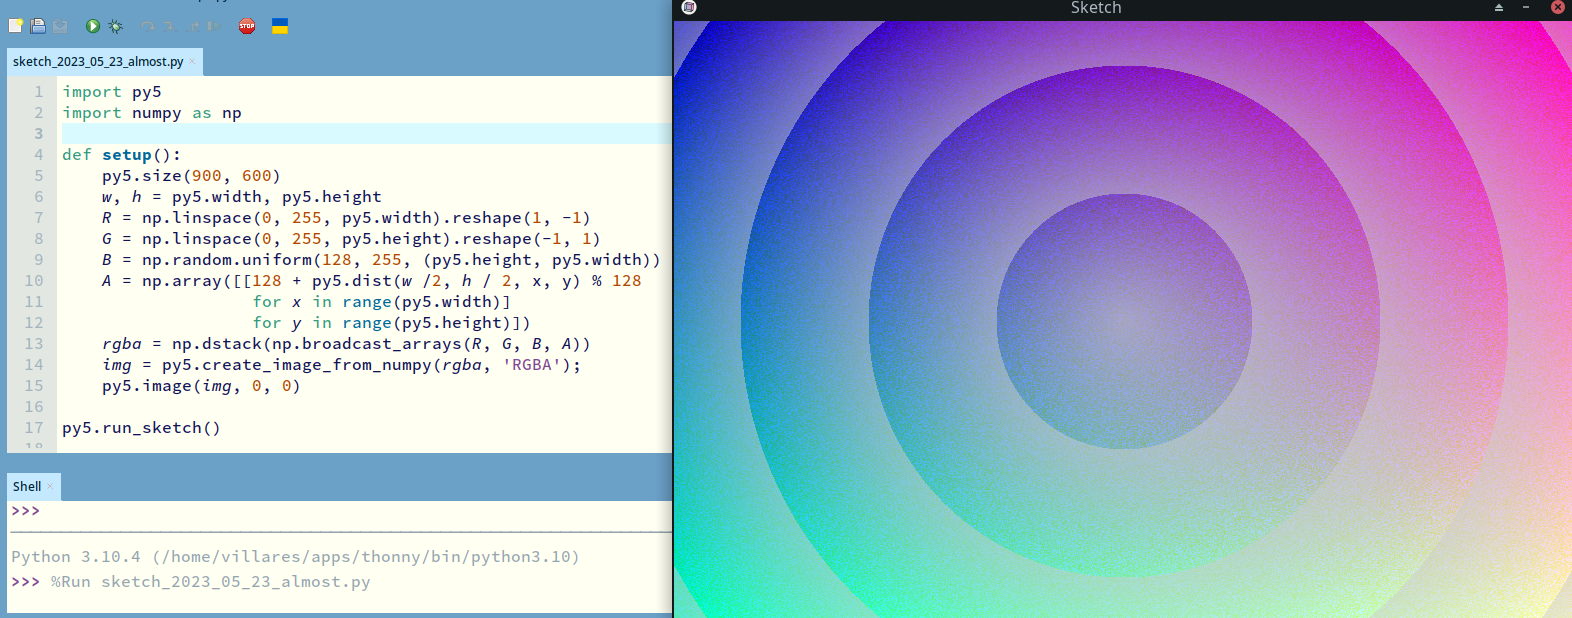 Sketch
STOP
sketch_2023_05_23_almost.py ×
1 import py5
2 import numpy as np
3
4 def setup():
5     py5.size(900, 600)
6     w, h = py5.width, py5.height
7     R = np.linspace(0, 255, py5.width).reshape(1, -1)
8     G = np.linspace(0, 255, py5.height).reshape(-1, 1)
9     B = np.random.uniform(128, 255, (py5.height, py5.width))
10     A = np.array([[128 + py5.dist(w /2, h / 2, x, y) % 128
11                    for x in range(py5.width)]
12                    for y in range(py5.height)])
13     rgba = np.dstack(np.broadcast_arrays(R, G, B, A))
14     img = py5.create_image_from_numpy(rgba, 'RGBA');
15     py5.image(img, 0, 0)
16
17 py5.run_sketch()
18
Shell ×
>>>
Python 3.10.4 (/home/villares/apps/thonny/bin/python3.10)
>>> %Run sketch_2023_05_23_almost.py